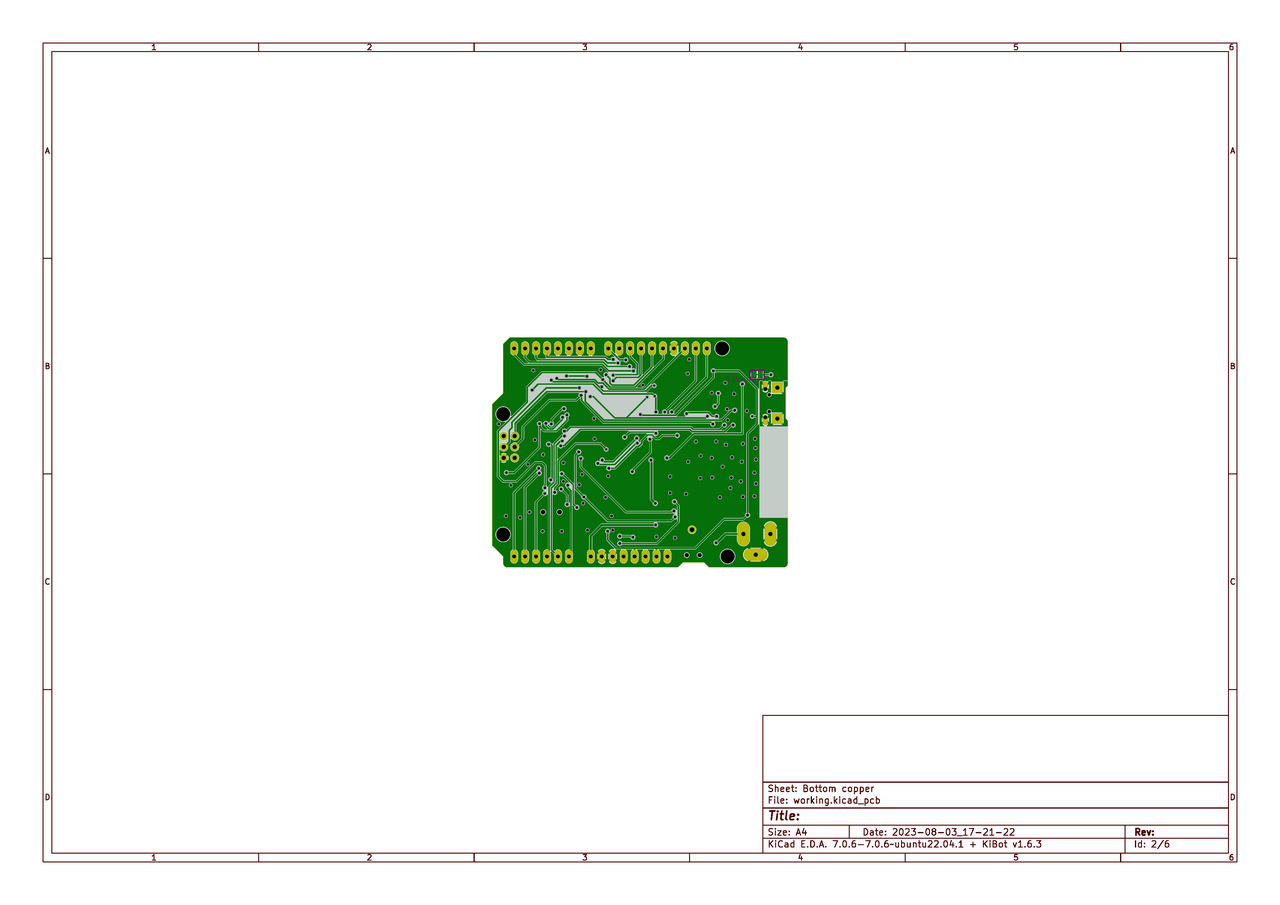 1 2 3 4 5 6
A A
B B
C C
D D
Sheet: Bottom copper
File: working.kicad_pcb
Title:
Size: A4 Date: 2023-08-03_17-21-22 Rev:
KiCad E.D.A. 7.0.6-7.0.6~ubuntu22.04.1 + KiBot v1.6.3 Id: 2/6
1 2 3 4 5 6